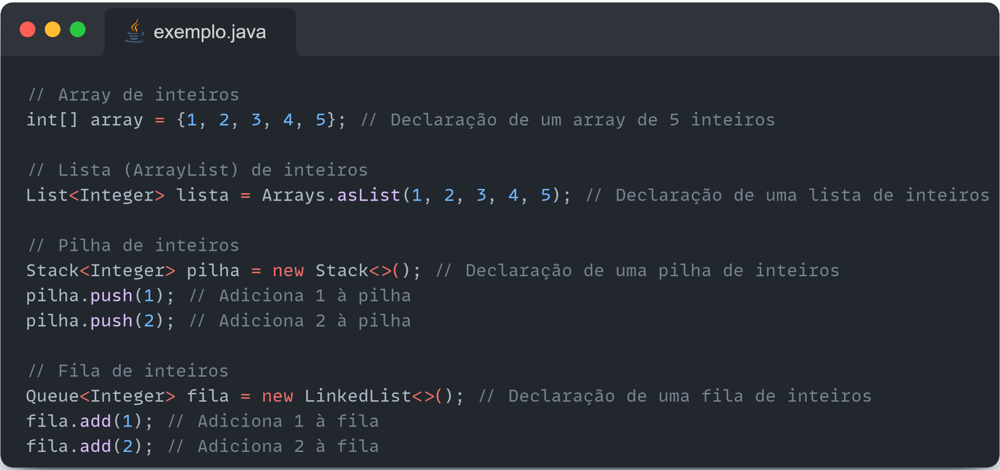 exemplo.java
// Array de inteiros
int[] array = {1, 2, 3, 4, 5}; // Declaração de um array de 5 inteiros
// Lista (ArrayList) de inteiros
List<Integer> lista = Arrays.asList(1, 2, 3, 4, 5); // Declaração de uma lista de inteiros
// Pilha de inteiros
Stack<Integer> pilha = new Stack<>(); // Declaração de uma pilha de inteiros
pilha.push(1); // Adiciona 1 à pilha
pilha.push(2); // Adiciona 2 à pilha
// Fila de inteiros
Queue<Integer> fila = new LinkedList<>(); // Declaração de uma fila de inteiros
fila.add(1); // Adiciona 1 à fila
fila.add(2); // Adiciona 2 à fila